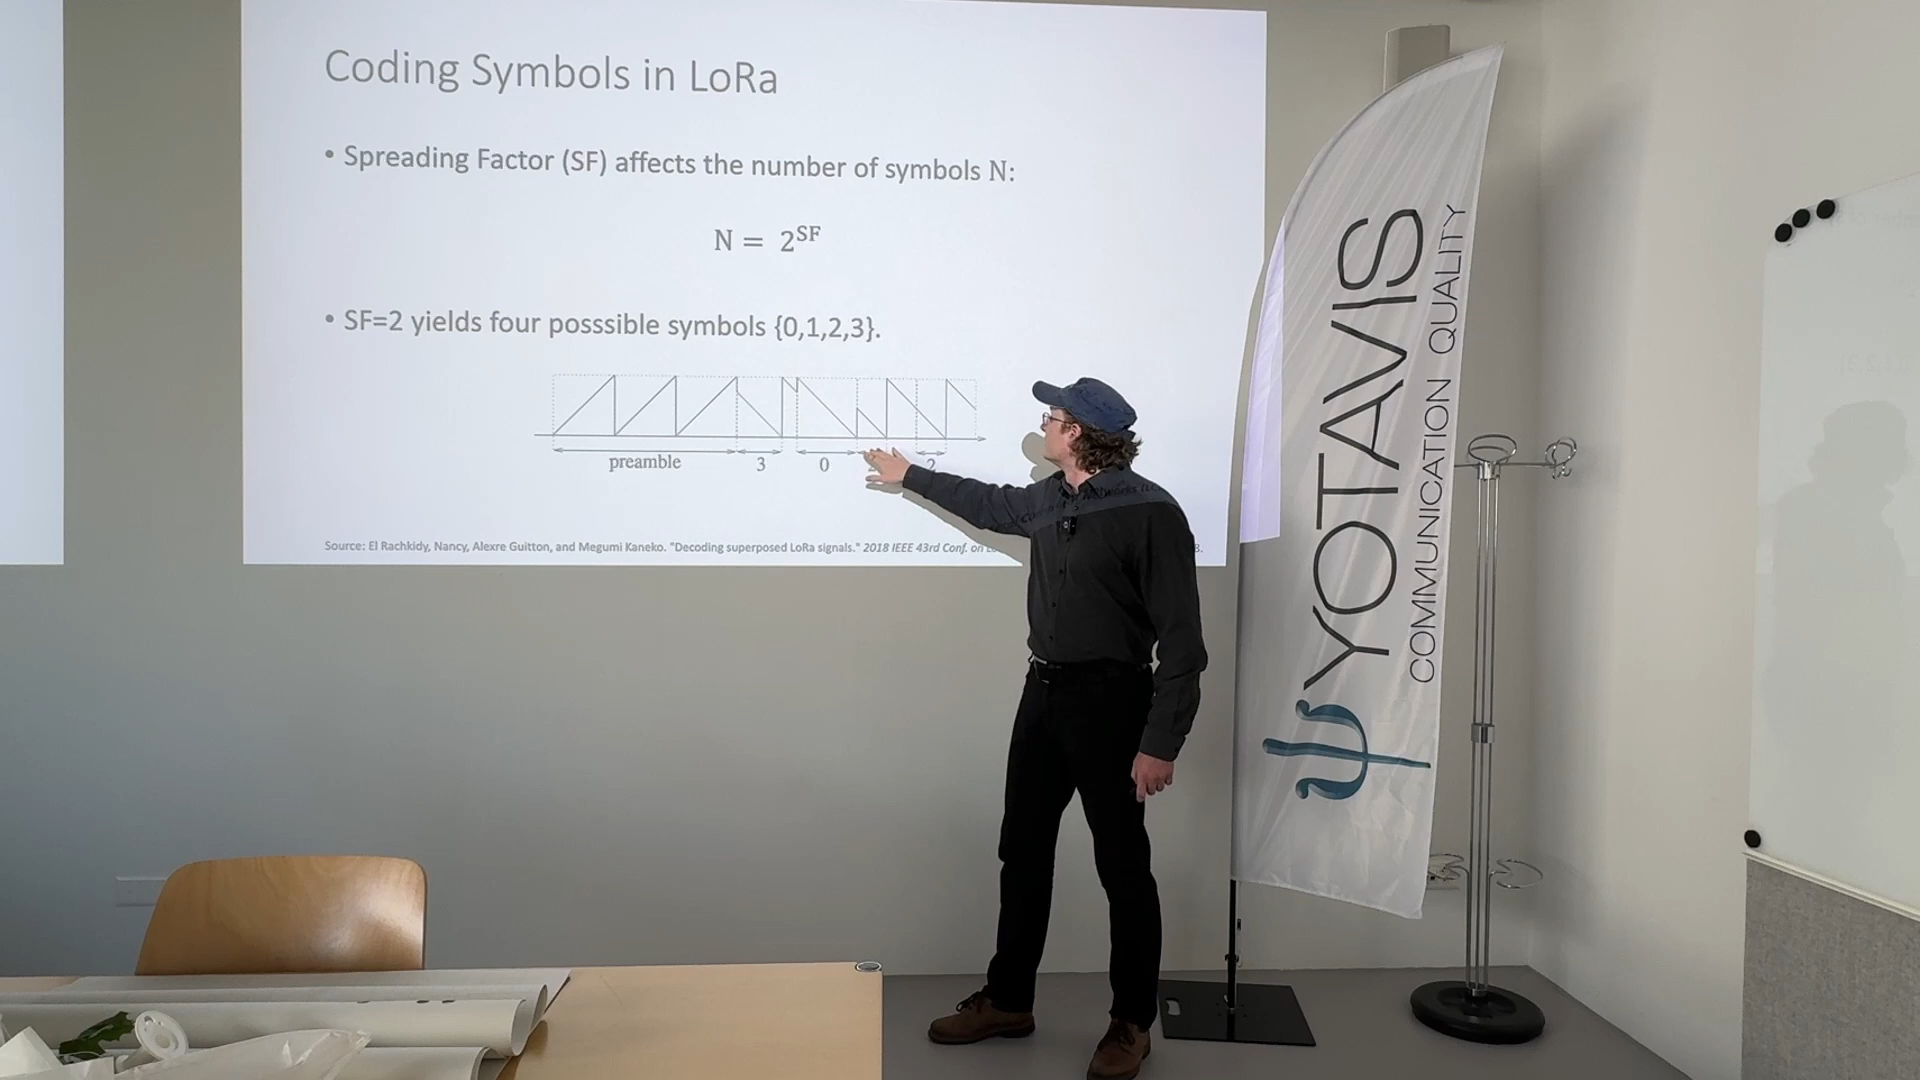 Coding Symbols in LoRa
• Spreading Factor (SF) affects the number of symbols N:
N = 2^SF
• SF=2 yields four posssible symbols {0,1,2,3}.
preamble 3 0 2
Source: El Rachkidy, Nancy, Alexre Guitton, and Megumi Kaneko. "Decoding superposed LoRa signals." 2018 IEEE 43rd Conf. on
YOTAVIS
COMMUNICATION QUALITY